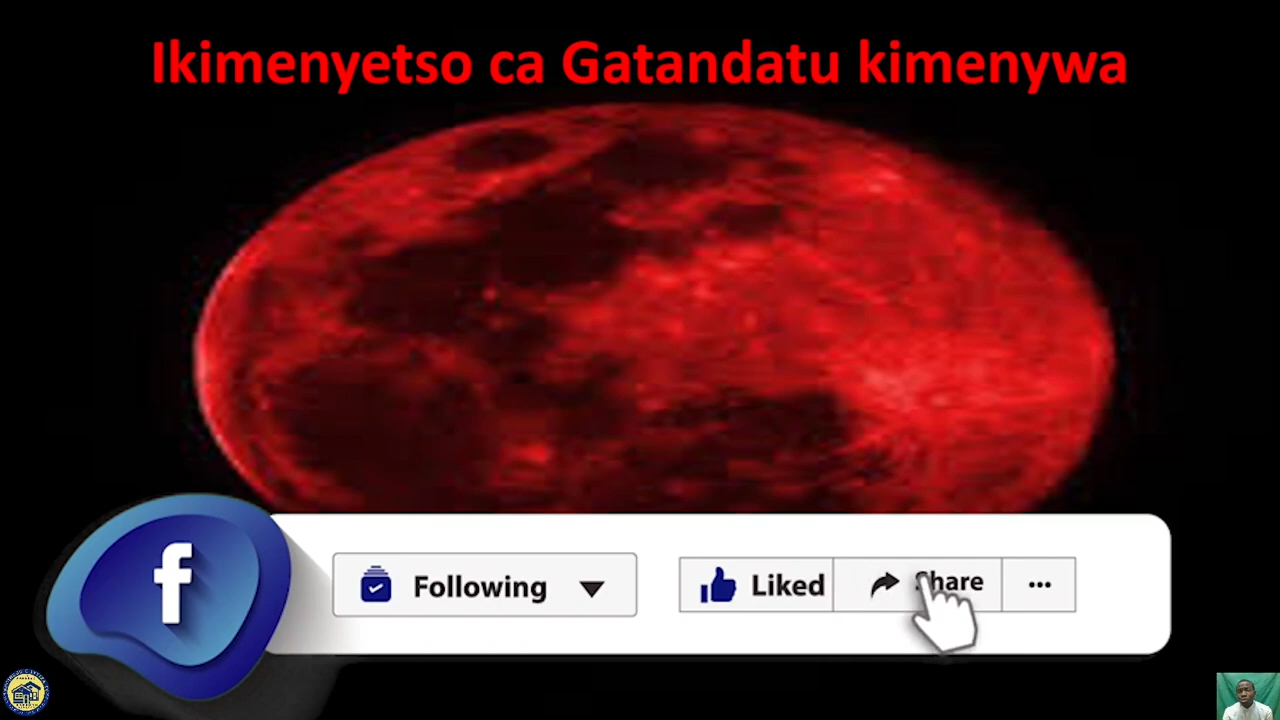 Ikimenyetso ca Gatandatu kimenywa
f
Following
Liked
Share